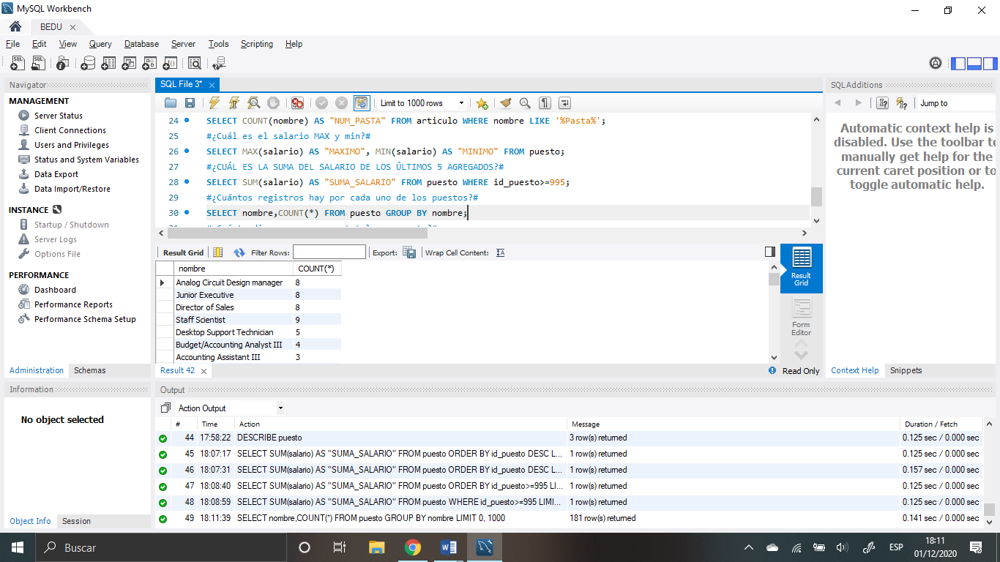 MySQL Workbench
BEDU
File Edit View Query Database Server Tools Scripting Help
Navigator
MANAGEMENT
Server Status
Client Connections
Users and Privileges
Status and System Variables
Data Export
Data Import/Restore
INSTANCE
Startup / Shutdown
Server Logs
Options File
PERFORMANCE
Dashboard
Performance Reports
Performance Schema Setup
Administration Schemas
Information
No object selected
Object Info Session
SQL File 3*
Limit to 1000 rows
24 SELECT COUNT(nombre) AS "NUM_PASTA" FROM articulo WHERE nombre LIKE '%Pasta%';
25 #¿Cuál es el salario MAX y min?#
26 SELECT MAX(salario) AS "MAXIMO", MIN(salario) AS "MINIMO" FROM puesto;
27 #¿CUÁL ES LA SUMA DEL SALARIO DE LOS ÚLTIMOS 5 AGREGADOS?#
28 SELECT SUM(salario) AS "SUMA_SALARIO" FROM puesto WHERE id_puesto>=995;
29 #¿Cuántos registros hay por cada uno de los puestos?#
30 SELECT nombre,COUNT(*) FROM puesto GROUP BY nombre;
Result Grid Filter Rows: Export: Wrap Cell Content:
nombre COUNT(*)
Analog Circuit Design manager 8
Junior Executive 8
Director of Sales 8
Staff Scientist 9
Desktop Support Technician 5
Budget/Accounting Analyst III 4
Accounting Assistant III 3
Result 42
Result
Grid
Form
Editor
Read Only
SQLAdditions
Jump to
Automatic context help is
disabled. Use the toolbar to
manually get help for the
current caret position or to
toggle automatic help.
Context Help Snippets
Output
Action Output
# Time Action Message Duration / Fetch
44 17:58:22 DESCRIBE puesto 3 row(s) returned 0.125 sec / 0.000 sec
45 18:07:17 SELECT SUM(salario) AS "SUMA_SALARIO" FROM puesto ORDER BY id_puesto DESC L... 1 row(s) returned 0.125 sec / 0.000 sec
46 18:07:31 SELECT SUM(salario) AS "SUMA_SALARIO" FROM puesto ORDER BY id_puesto DESC L... 1 row(s) returned 0.157 sec / 0.000 sec
47 18:08:40 SELECT SUM(salario) AS "SUMA_SALARIO" FROM puesto ORDER BY id_puesto>=995 LI... 1 row(s) returned 0.125 sec / 0.000 sec
48 18:08:59 SELECT SUM(salario) AS "SUMA_SALARIO" FROM puesto WHERE id_puesto>=995 LIMI... 1 row(s) returned 0.125 sec / 0.000 sec
49 18:11:39 SELECT nombre,COUNT(*) FROM puesto GROUP BY nombre LIMIT 0, 1000 181 row(s) returned 0.141 sec / 0.000 sec
Buscar
ESP
18:11
01/12/2020